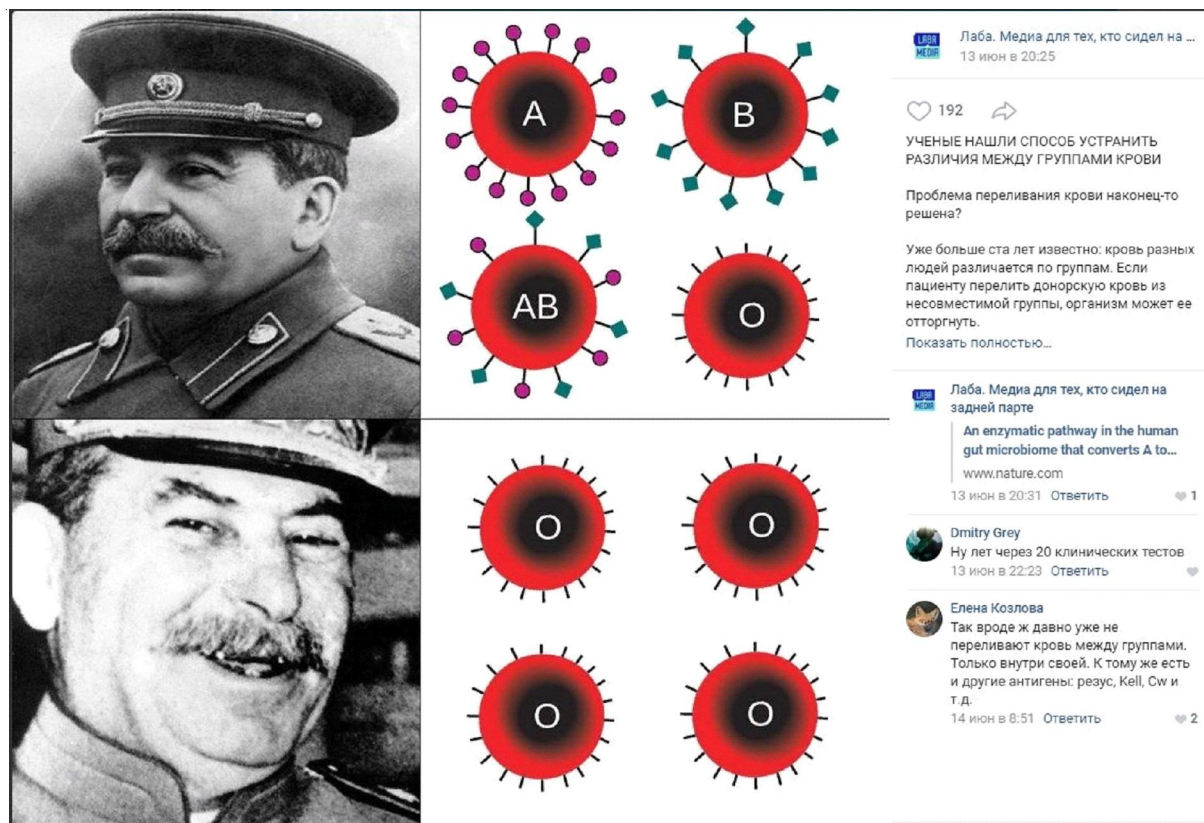 A
B
AB
O
O
O
O
O
LABA
MEDIA
Лаба. Медиа для тех, кто сидел на ...
13 июн в 20:25
192
УЧЕНЫЕ НАШЛИ СПОСОБ УСТРАНИТЬ
РАЗЛИЧИЯ МЕЖДУ ГРУППАМИ КРОВИ
Проблема переливания крови наконец-то
решена?
Уже больше ста лет известно: кровь разных
людей различается по группам. Если
пациенту перелить донорскую кровь из
несовместимой группы, организм может ее
отторгнуть.
Показать полностью...
LABA
MEDIA
Лаба. Медиа для тех, кто сидел на
задней парте
An enzymatic pathway in the human
gut microbiome that converts A to...
www.nature.com
13 июн в 20:31 Ответить 1
Dmitry Grey
Ну лет через 20 клинических тестов
13 июн в 22:23 Ответить
Елена Козлова
Так вроде ж давно уже не
переливают кровь между группами.
Только внутри своей. К тому же есть
и другие антигены: резус, Kell, Cw и
т.д.
14 июн в 8:51 Ответить 2